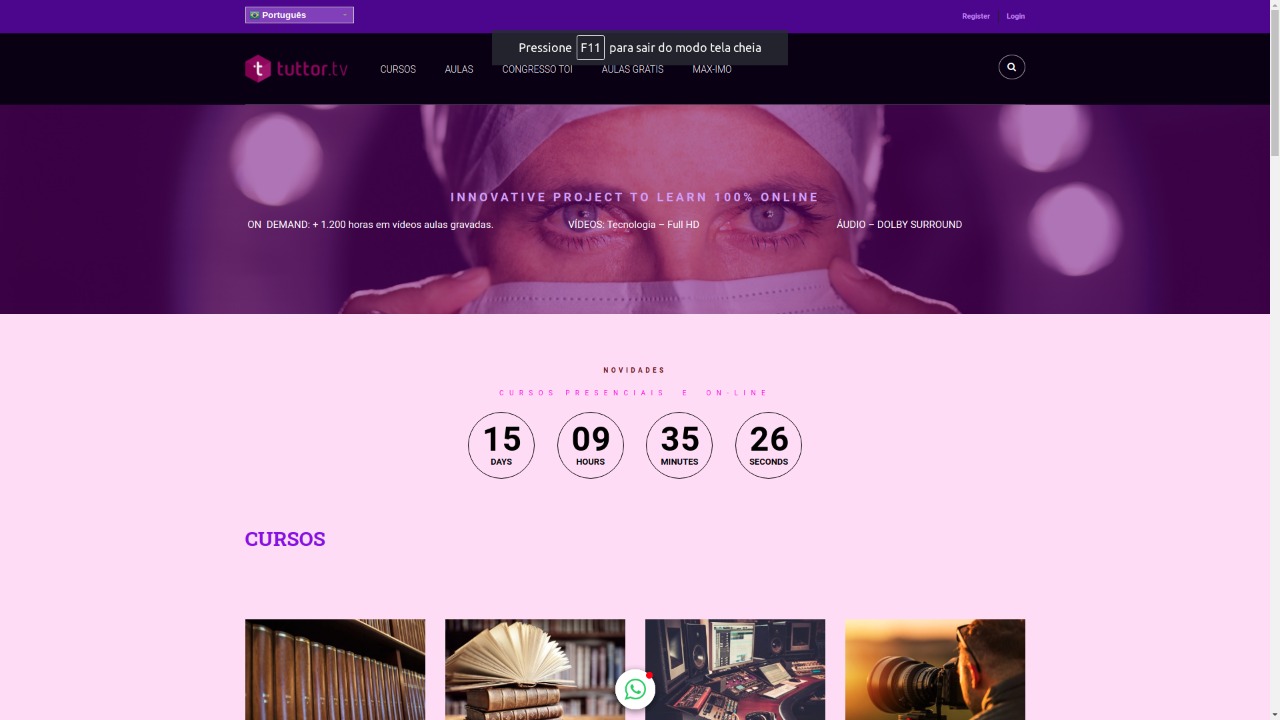 Português
Register
Login
Pressione F11 para sair do modo tela cheia
tuttor.tv
CURSOS
AULAS
CONGRESSO TOI
AULAS GRATIS
MAX-IMO
INNOVATIVE PROJECT TO LEARN 100% ONLINE
ON DEMAND: + 1.200 horas em vídeos aulas gravadas.
VÍDEOS: Tecnologia – Full HD
ÁUDIO – DOLBY SURROUND
NOVIDADES
CURSOS PRESENCIAIS E ON-LINE
15
DAYS
09
HOURS
35
MINUTES
26
SECONDS
CURSOS